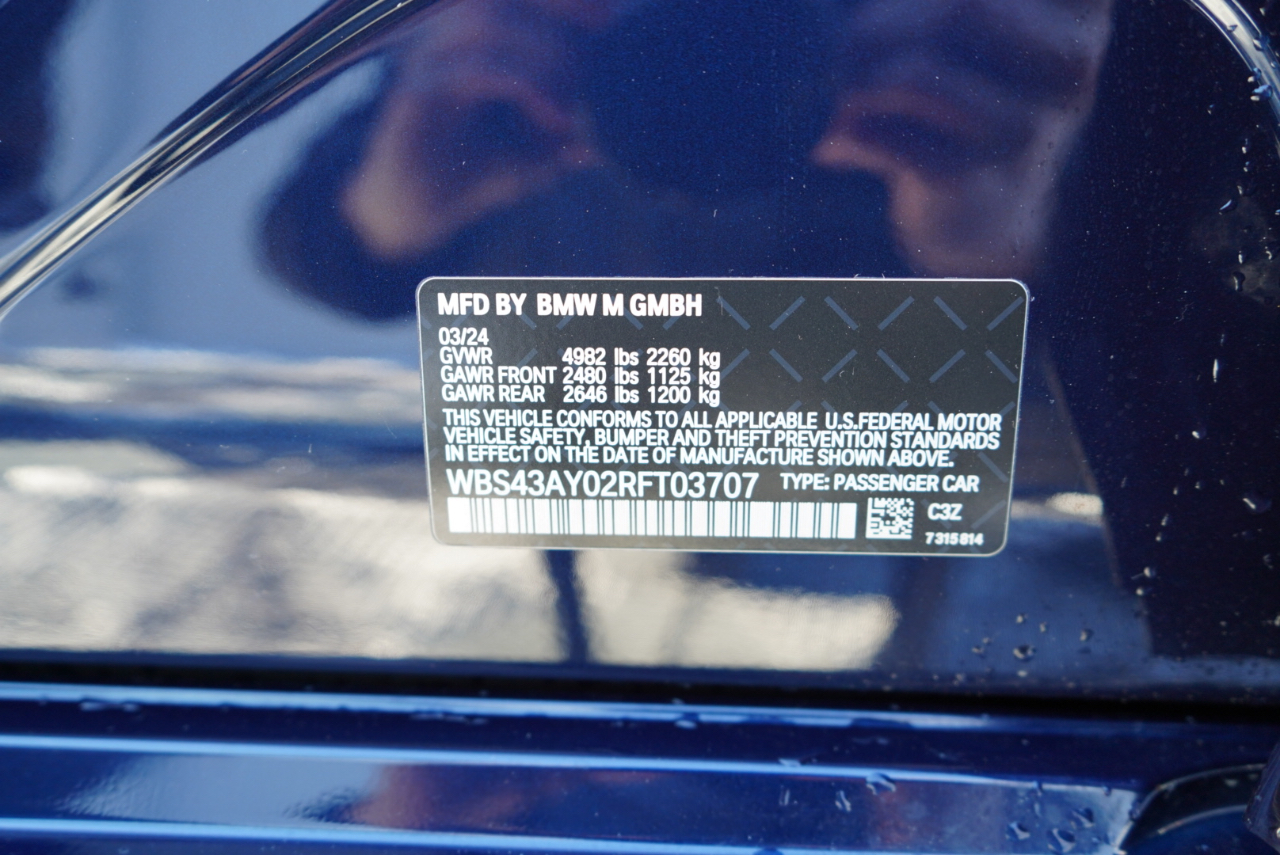 MFD BY BMW M GMBH
03/24
GVWR 4982 lbs 2260 kg
GAWR FRONT 2480 lbs 1125 kg
GAWR REAR 2646 lbs 1200 kg
THIS VEHICLE CONFORMS TO ALL APPLICABLE U.S.FEDERAL MOTOR
VEHICLE SAFETY, BUMPER AND THEFT PREVENTION STANDARDS
IN EFFECT ON THE DATE OF MANUFACTURE SHOWN ABOVE.
WBS43AY02RFT03707 TYPE: PASSENGER CAR
C3Z
7315814